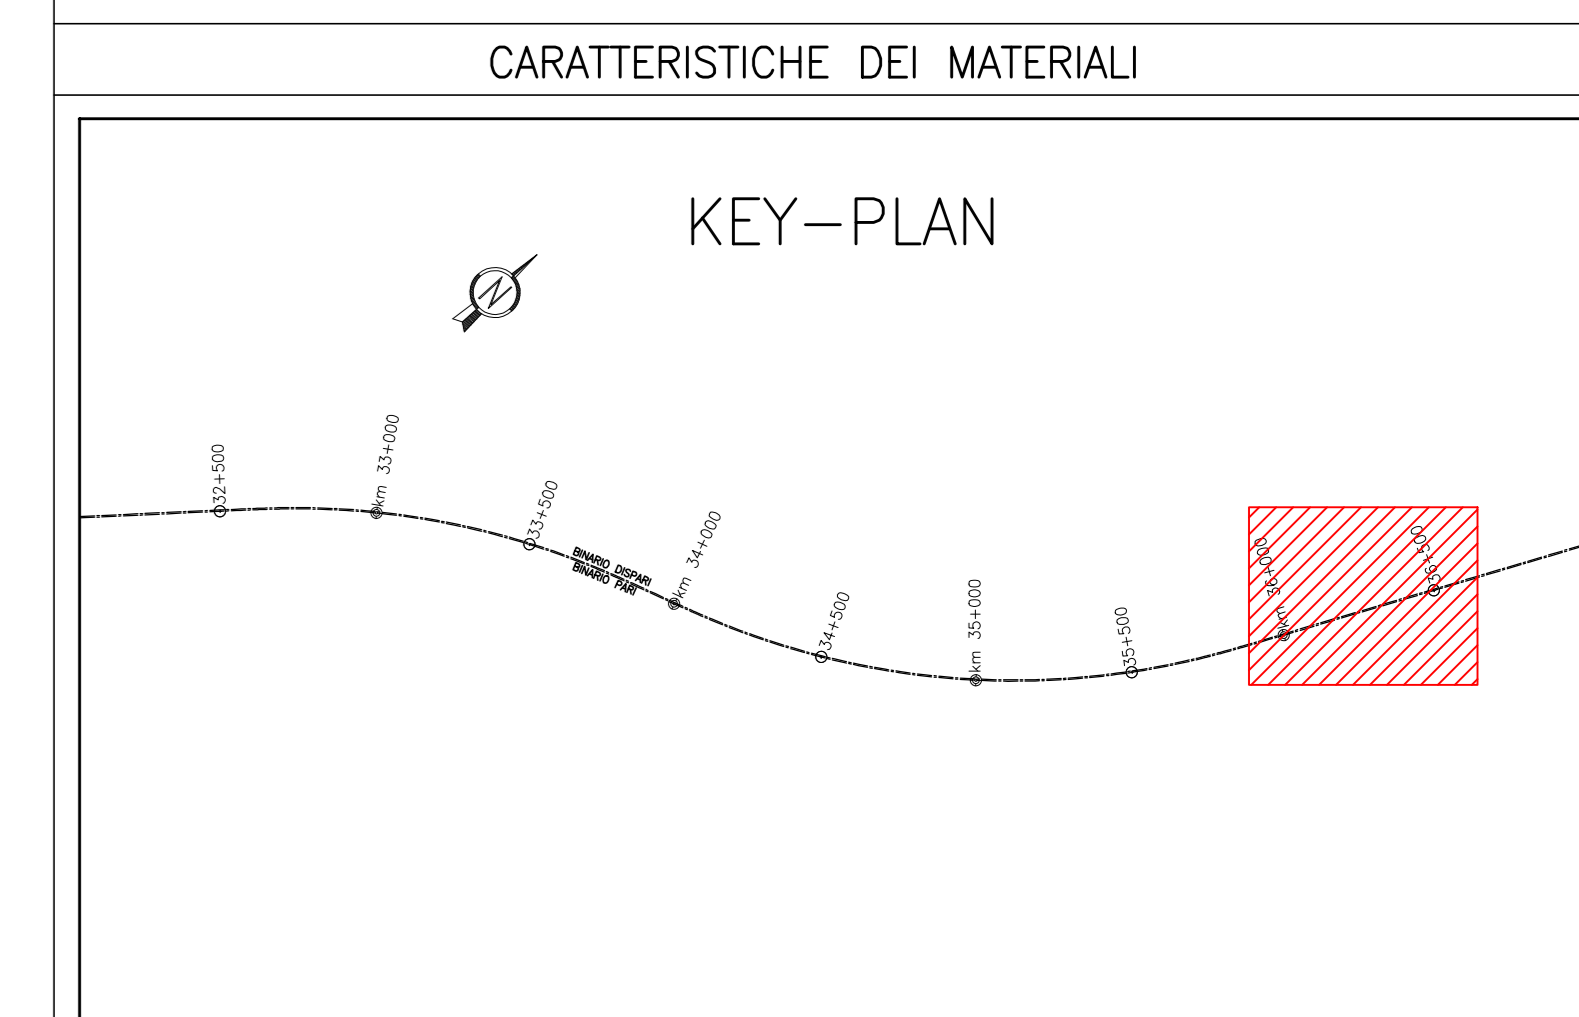 CARATTERISTICHE DEI MATERIALI
KEY-PLAN
N
32+500
km 33+000
33+500
BINARIO DISPARI
BINARIO PARI
km 34+000
34+500
km 35+000
35+500
km 36+000
36+500